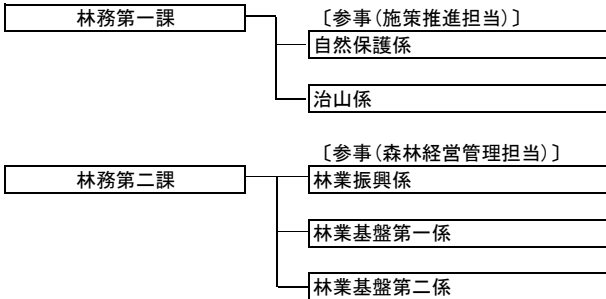 林務第一課
〔参事(施策推進担当)〕
自然保護係
治山係
〔参事(森林経営管理担当)〕
林務第二課
林業振興係
林業基盤第一係
林業基盤第二係